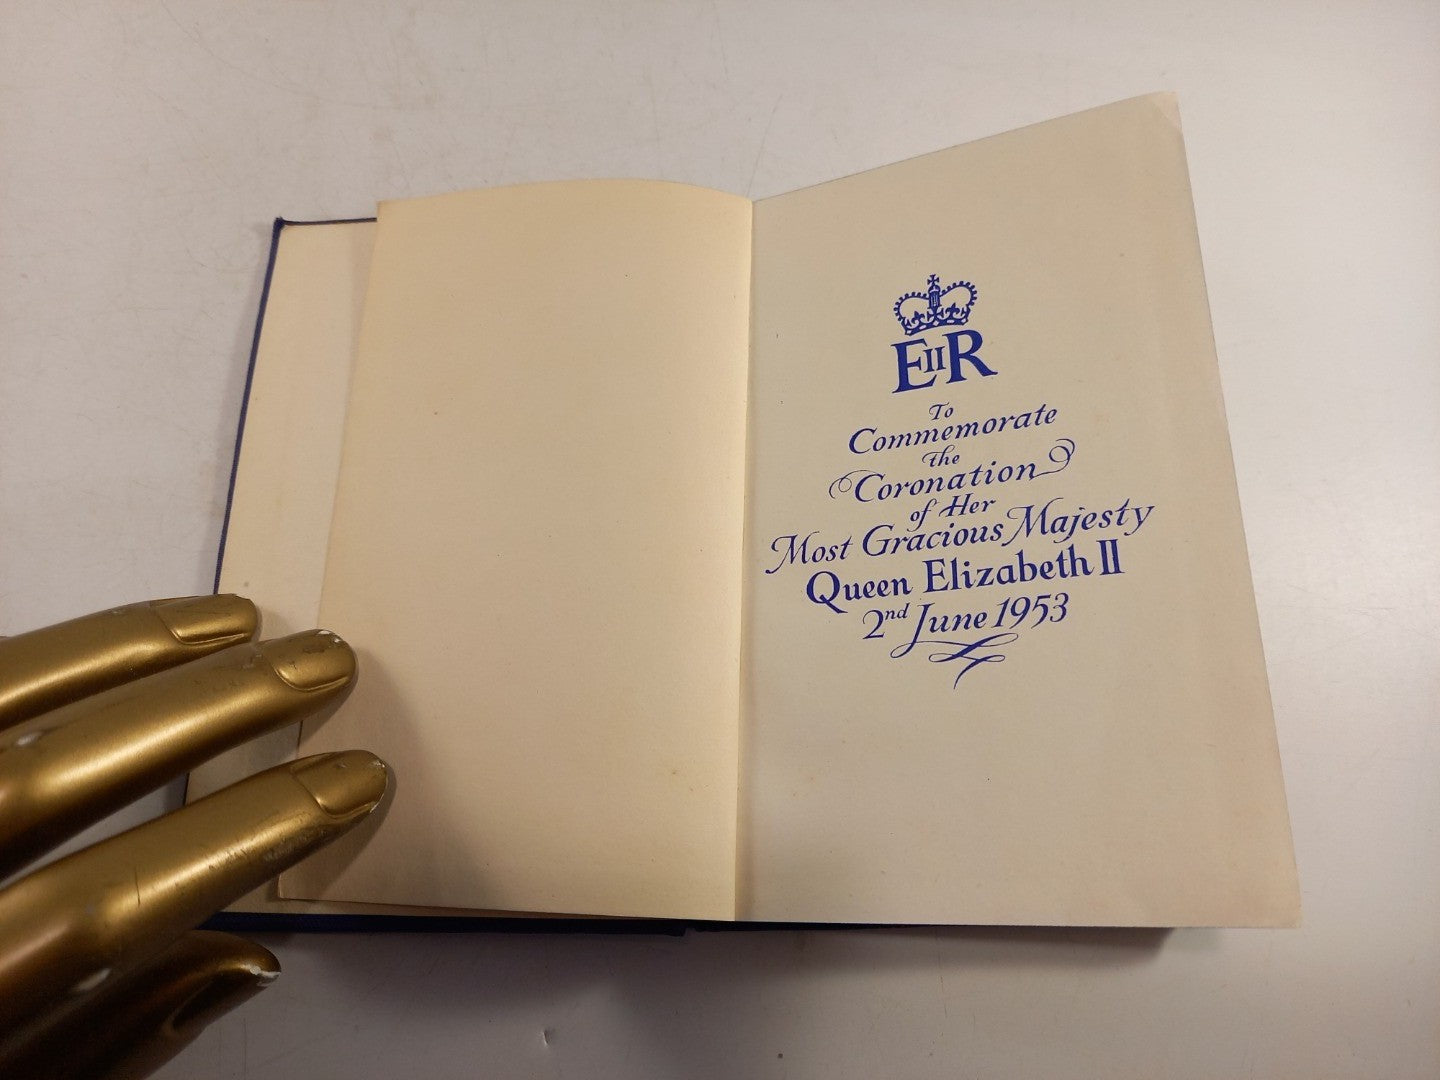 EIIR
To
Commemorate
the
Coronation
of Her
Most Gracious Majesty
Queen Elizabeth II
2nd June 1953